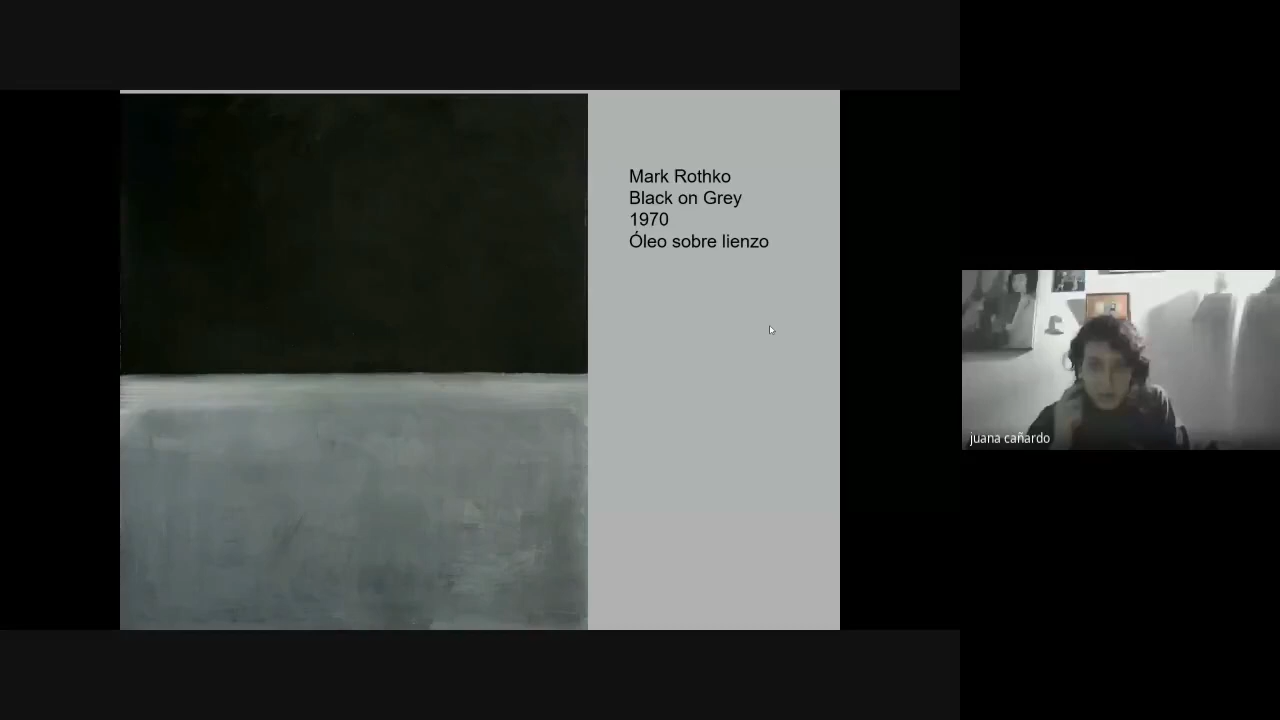 Mark Rothko
Black on Grey
1970
Óleo sobre lienzo
juana cañardo